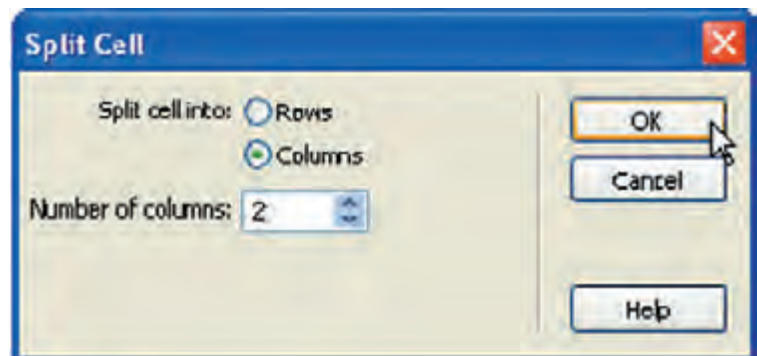 Split Cell
Split cell into: Rows
Columns
Number of columns: 2
OK
Cancel
Help